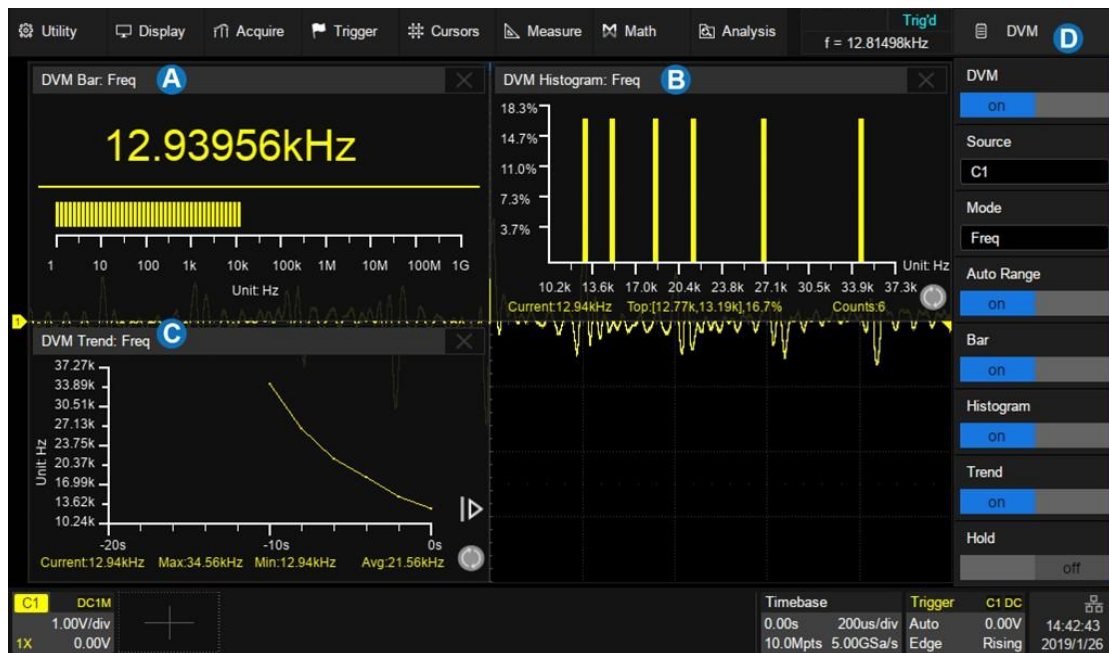 Utility Display Acquire Trigger Cursors Measure Math Analysis
Trig'd
f = 12.81498kHz
DVM D
DVM Bar: Freq A
12.93956kHz
1 10 100 1k 10k 100k 1M 10M 100M 1G
Unit: Hz
DVM Histogram: Freq B
18.3%
14.7%
11.0%
7.3%
3.7%
Unit: Hz
10.2k 13.6k 17.0k 20.4k 23.8k 27.1k 30.5k 33.9k 37.3k
Current:12.94kHz Top:[12.77k,13.19k],16.7% Counts:6
1
DVM Trend: Freq C
37.27k
33.89k
30.51k
27.13k
23.75k
20.37k
16.99k
13.62k
10.24k
Unit: Hz
-20s -10s 0s
Current:12.94kHz Max:34.56kHz Min:12.94kHz Avg:21.56kHz
DVM
on
Source
C1
Mode
Freq
Auto Range
on
Bar
on
Histogram
on
Trend
on
Hold
off
C1 DC1M
1.00V/div
1X 0.00V
Timebase
0.00s 200us/div
10.0Mpts 5.00GSa/s
Trigger C1 DC
Auto 0.00V
Edge Rising
14:42:43
2019/1/26